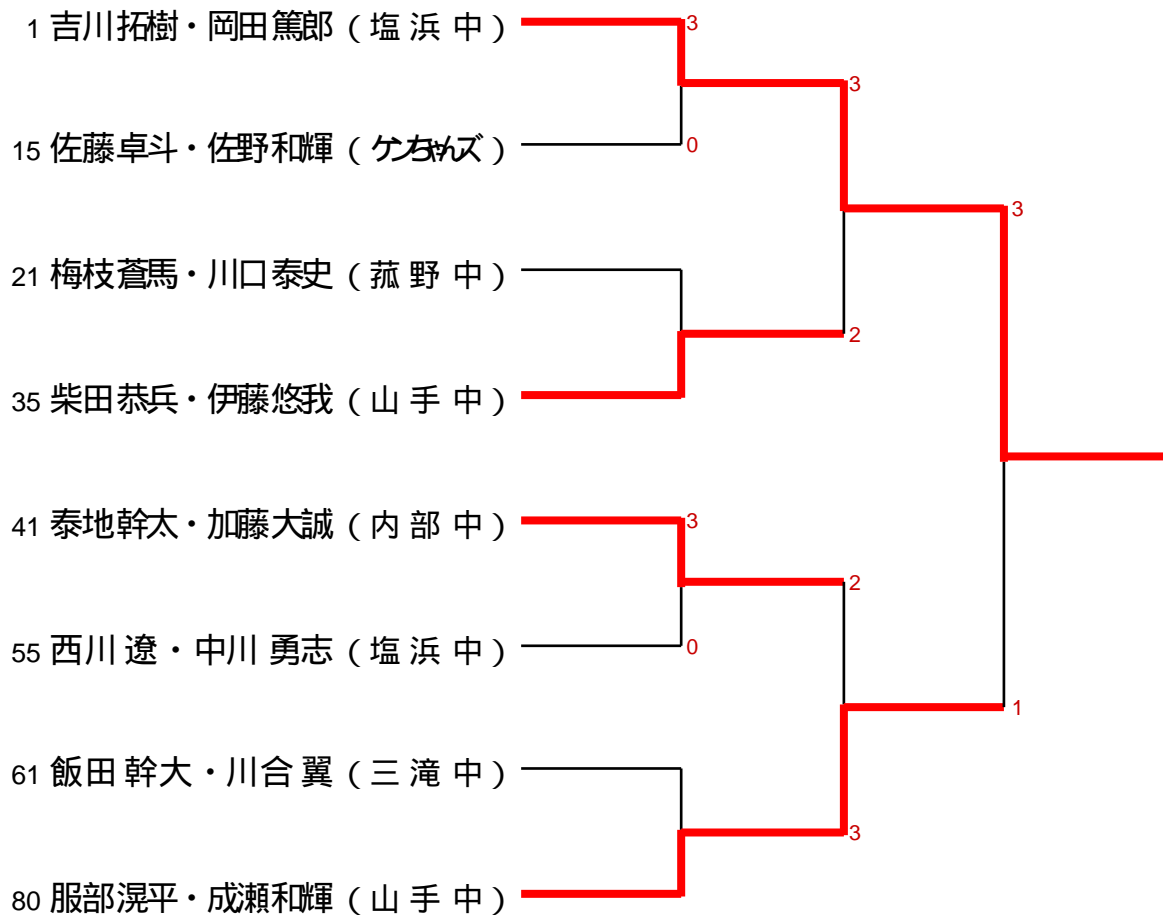 1 吉川拓樹・岡田篤郎 (塩浜中) 3
3
15 佐藤卓斗・佐野和輝 (ケンちゃんズ) 0
3
21 梅枝蒼馬・川口泰史 (菰野中)
2
35 柴田恭兵・伊藤悠我 (山手中)
41 泰地幹太・加藤大誠 (内部中) 3
2
55 西川遼・中川勇志 (塩浜中) 0
1
61 飯田幹大・川合翼 (三滝中)
3
80 服部滉平・成瀬和輝 (山手中)